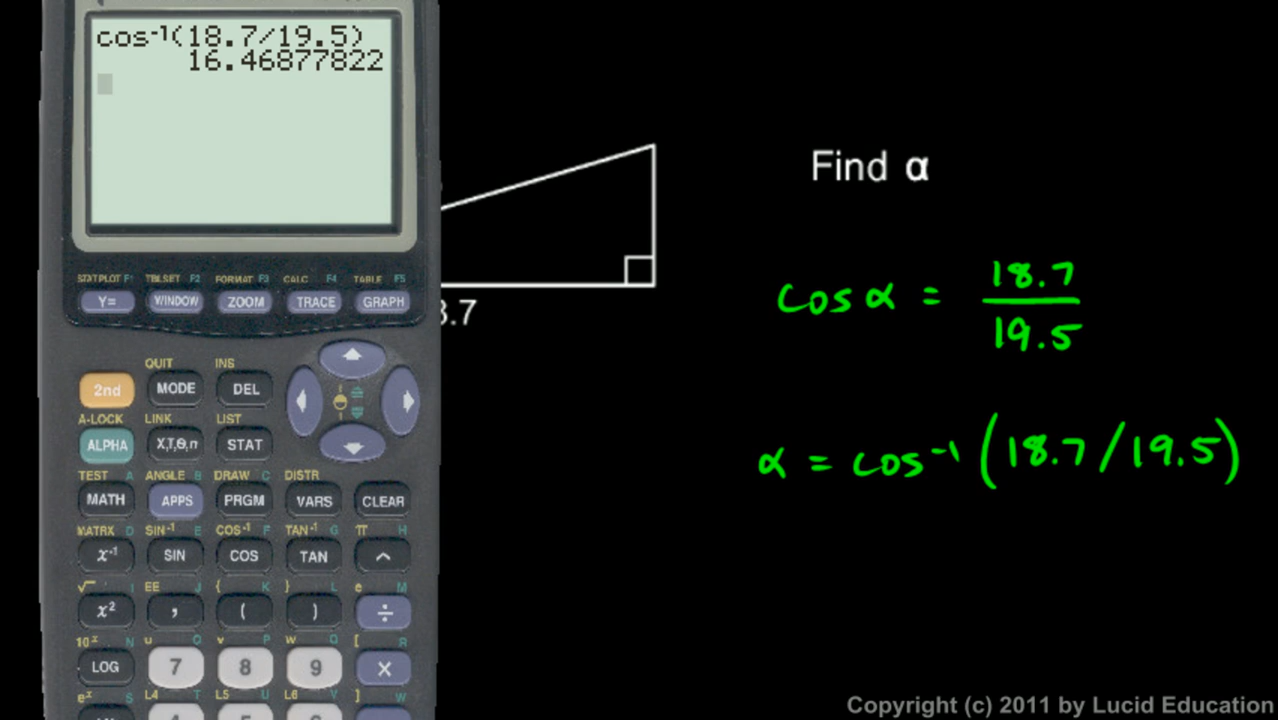 cos⁻¹(18.7/19.5)
16.46877822
Find α
cos α = 18.7
19.5
8.7
α = cos⁻¹ (18.7/19.5)
STATPLOT F1 TBLSET F2 FORMAT F3 CALC F4 TABLE F5
Y= WINDOW ZOOM TRACE GRAPH
QUIT INS
2nd MODE DEL
A-LOCK LINK LIST
ALPHA X,T,θ,n STAT
TEST A ANGLE B DRAW C DISTR
MATH APPS PRGM VARS CLEAR
MATRX D SIN⁻¹ E COS⁻¹ F TAN⁻¹ G π H
x⁻¹ SIN COS TAN ^
√ I EE J { K } L e M
x² , ( ) ÷
10ˣ N u O v P w Q [ R
LOG 7 8 9 ×
eˣ S L4 T L5 U L6 V ] W
Copyright (c) 2011 by Lucid Education